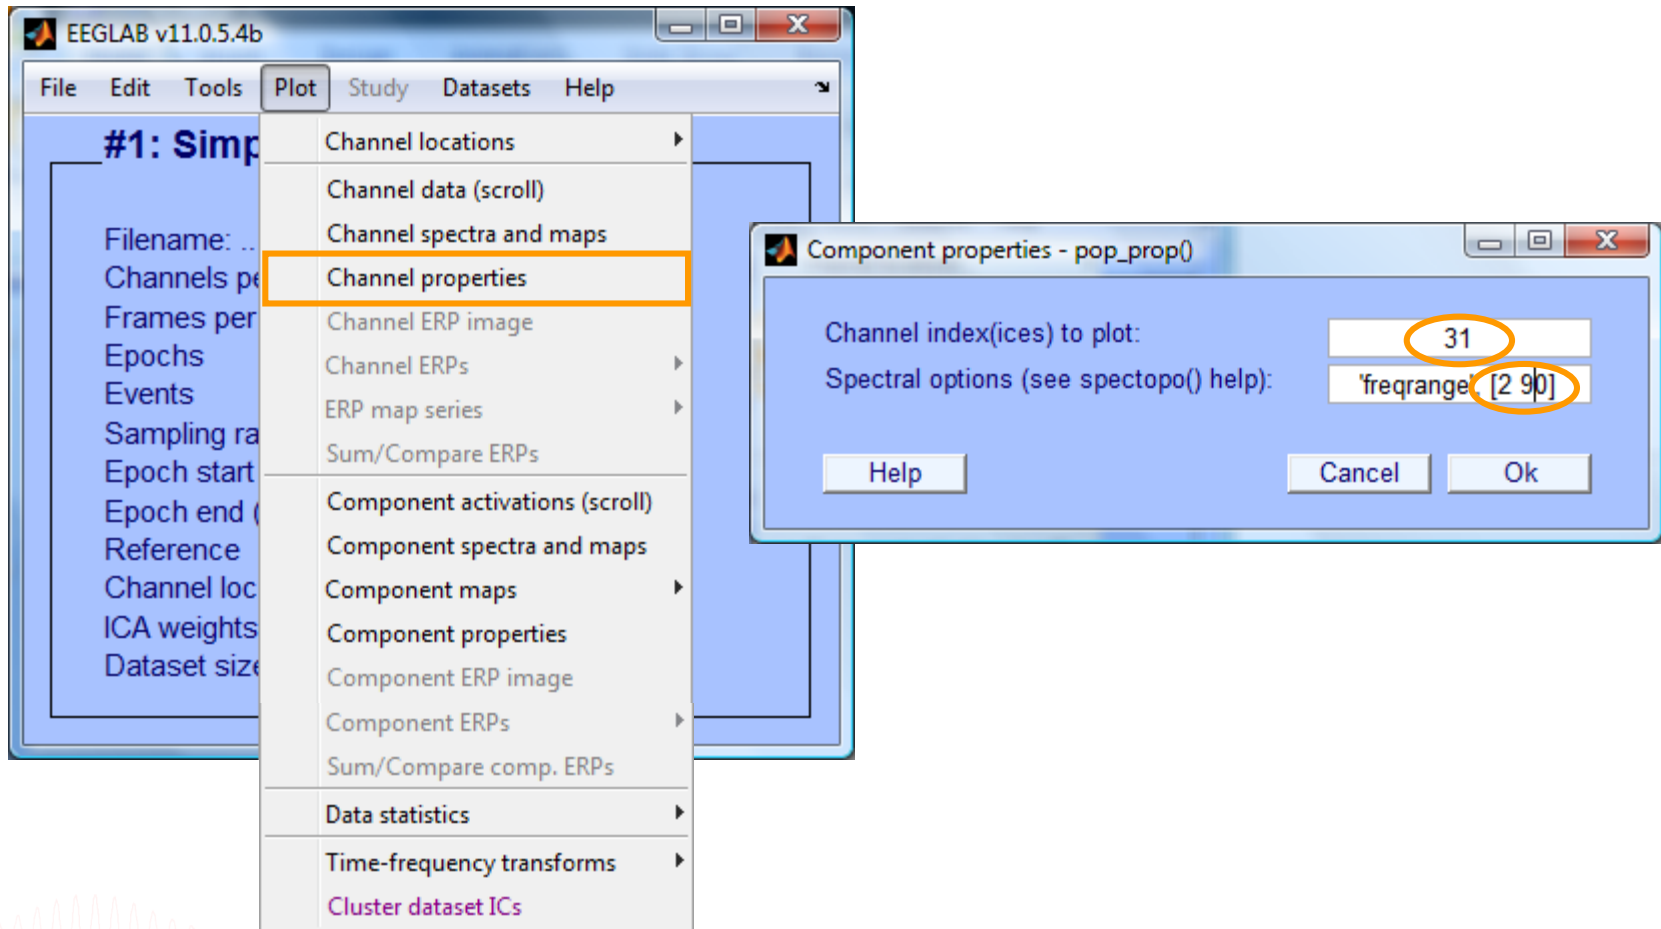 EEGLAB v11.0.5.4b
File Edit Tools Plot Study Datasets Help
#1: Simp
Filename: ..
Channels pe
Frames per
Epochs
Events
Sampling ra
Epoch start
Epoch end (
Reference
Channel loc
ICA weights
Dataset size
Channel locations
Channel data (scroll)
Channel spectra and maps
Channel properties
Channel ERP image
Channel ERPs
ERP map series
Sum/Compare ERPs
Component activations (scroll)
Component spectra and maps
Component maps
Component properties
Component ERP image
Component ERPs
Sum/Compare comp. ERPs
Data statistics
Time-frequency transforms
Cluster dataset ICs
Component properties - pop_prop()
Channel index(ices) to plot: 31
Spectral options (see spectopo() help): 'freqrange', [2 90]
Help Cancel Ok